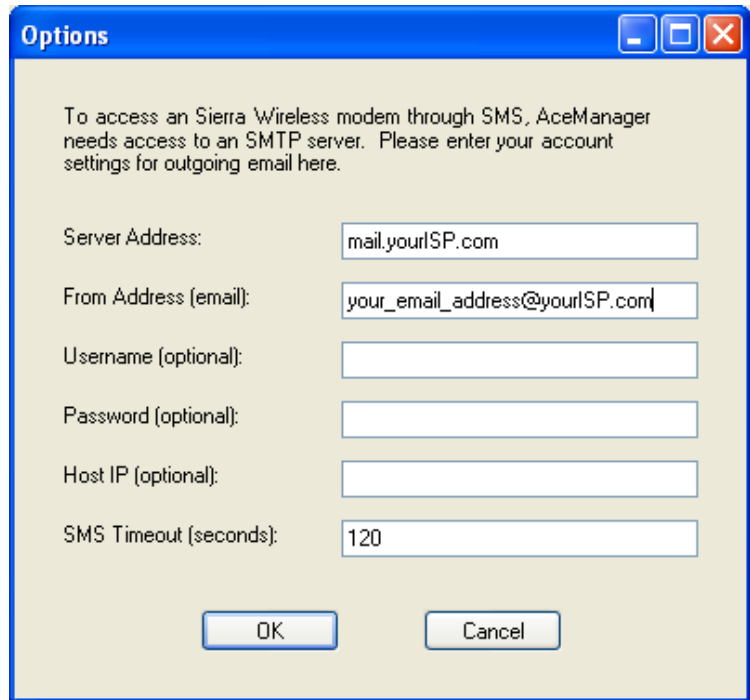 Options
To access an Sierra Wireless modem through SMS, AceManager
needs access to an SMTP server.  Please enter your account
settings for outgoing email here.
Server Address: mail.yourISP.com
From Address (email): your_email_address@yourISP.com
Username (optional):
Password (optional):
Host IP (optional):
SMS Timeout (seconds): 120
OK Cancel